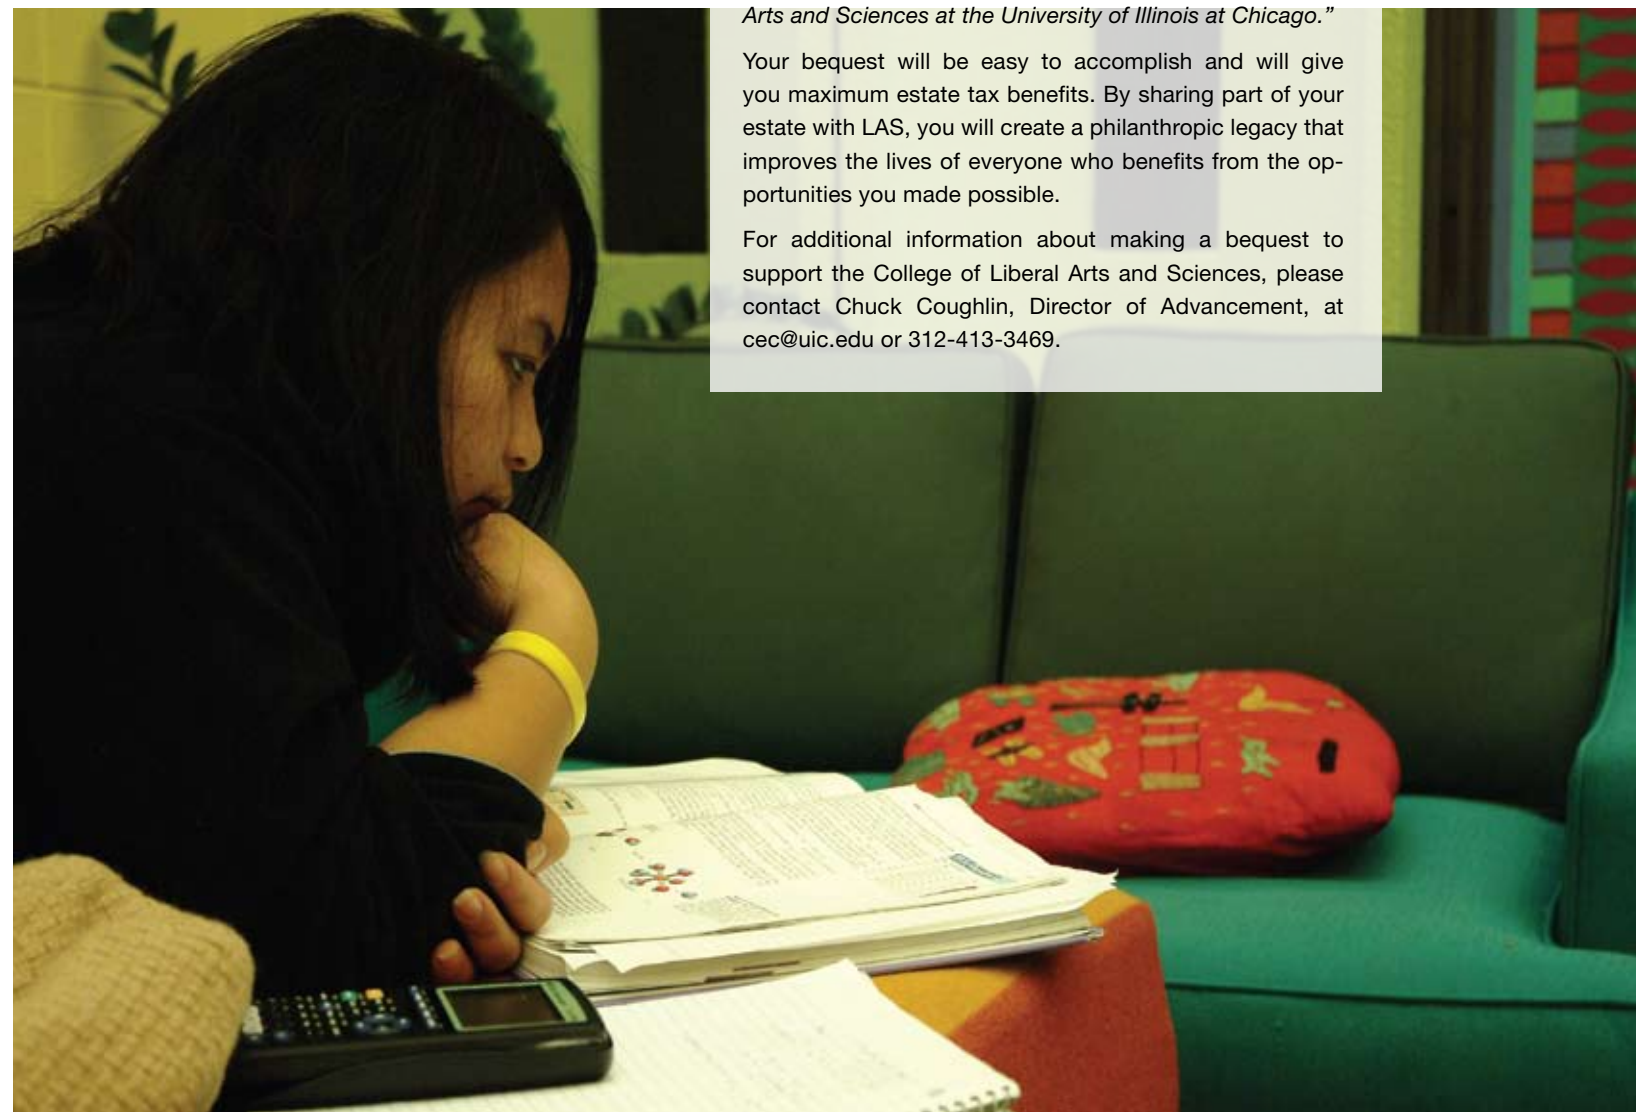 Arts and Sciences at the University of Illinois at Chicago.”
Your bequest will be easy to accomplish and will give
you maximum estate tax benefits. By sharing part of your
estate with LAS, you will create a philanthropic legacy that
improves the lives of everyone who benefits from the op-
portunities you made possible.
For additional information about making a bequest to
support the College of Liberal Arts and Sciences, please
contact Chuck Coughlin, Director of Advancement, at
cec@uic.edu or 312-413-3469.